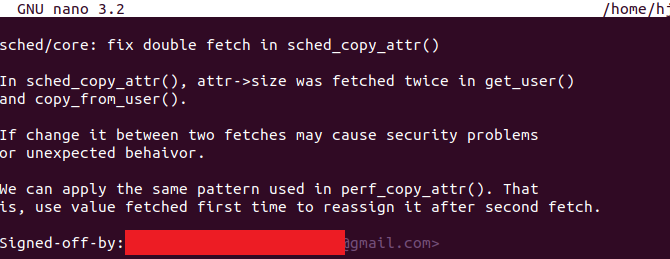 GNU nano 3.2 /home/hj
sched/core: fix double fetch in sched_copy_attr()
In sched_copy_attr(), attr->size was fetched twice in get_user()
and copy_from_user().
If change it between two fetches may cause security problems
or unexpected behaivor.
We can apply the same pattern used in perf_copy_attr(). That
is, use value fetched first time to reassign it after second fetch.
Signed-off-by: @gmail.com>